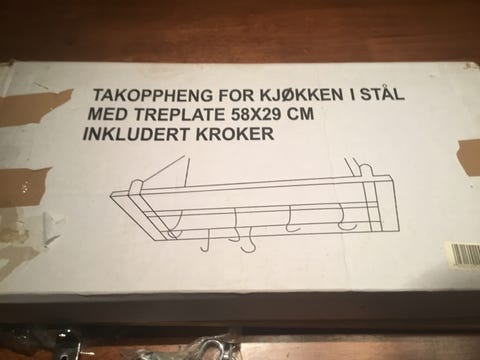 TAKOPPHENG FOR KJØKKEN I STÅL
MED TREPLATE 58X29 CM
INKLUDERT KROKER